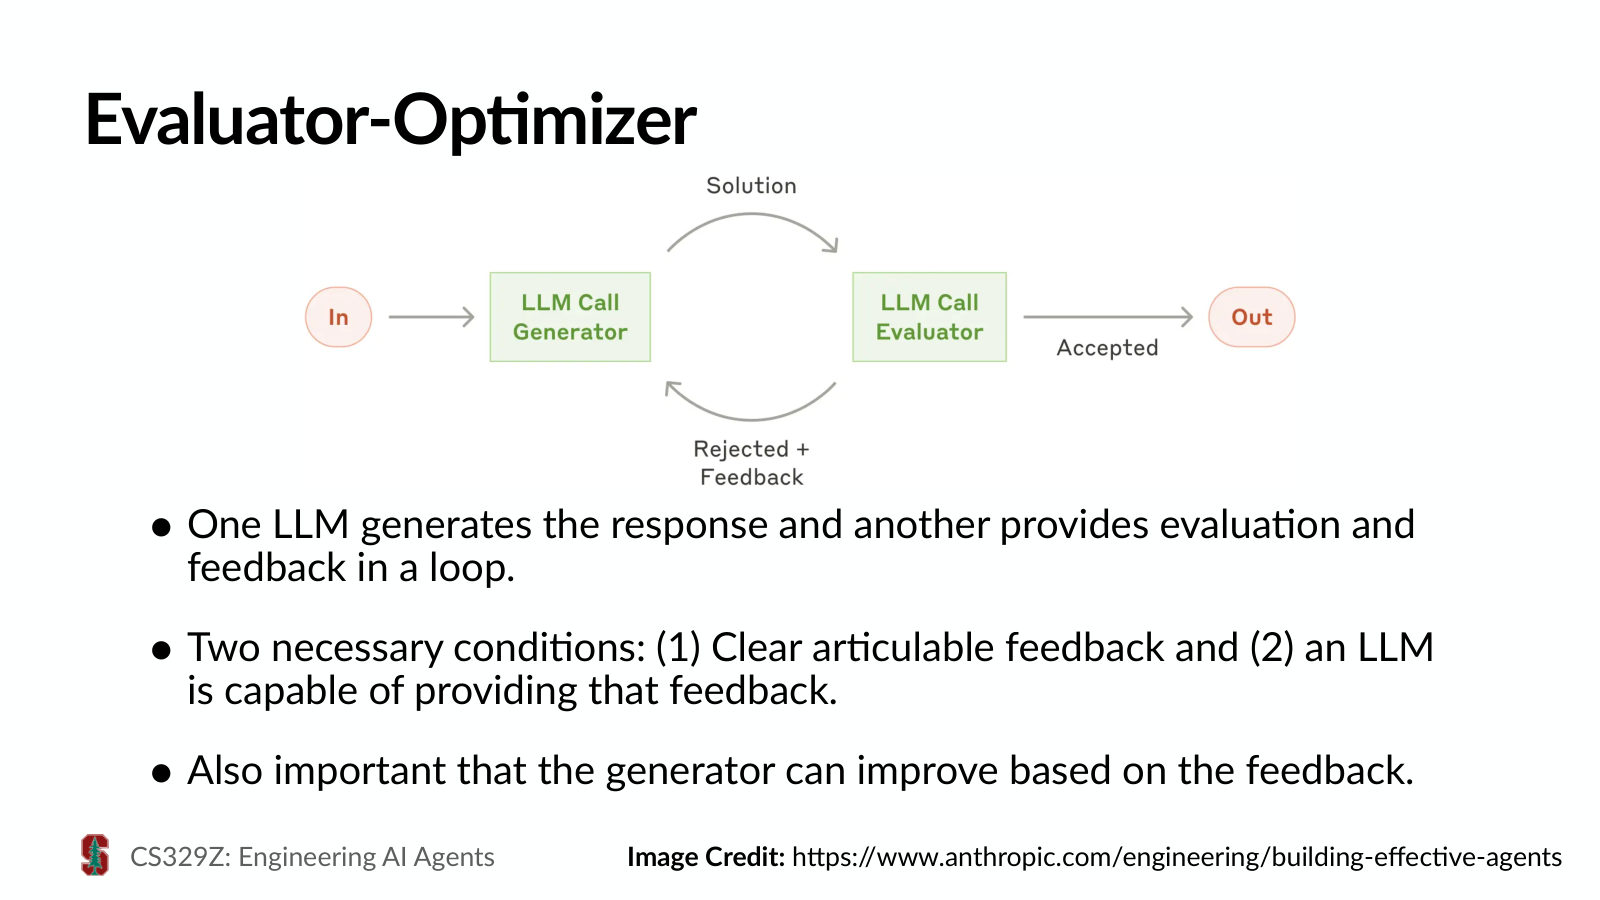 Evaluator-Optimizer
Solution
In
LLM Call
Generator
LLM Call
Evaluator
Accepted
Out
Rejected +
Feedback
● One LLM generates the response and another provides evaluation and
feedback in a loop.
● Two necessary conditions: (1) Clear articulable feedback and (2) an LLM
is capable of providing that feedback.
● Also important that the generator can improve based on the feedback.
S
CS329Z: Engineering AI Agents
Image Credit: https://www.anthropic.com/engineering/building-effective-agents